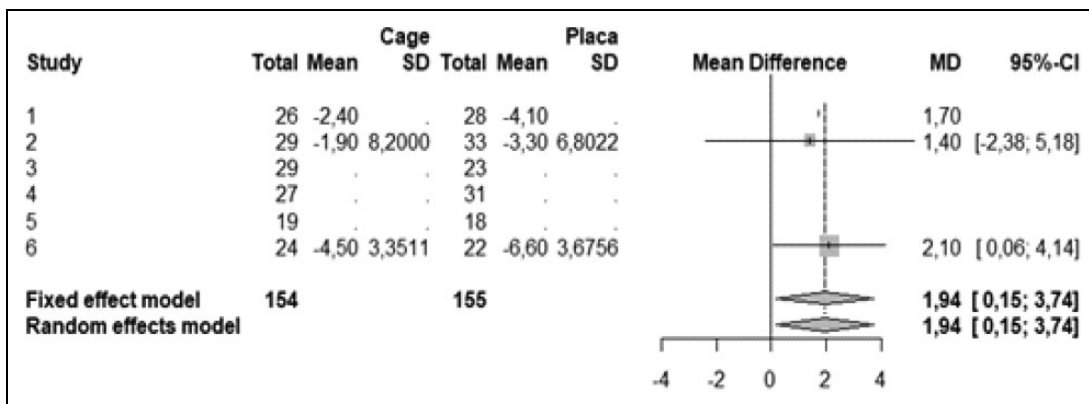 Cage Placa
Study Total Mean SD Total Mean SD Mean Difference MD 95%-CI
1 26 -2,40 . 28 -4,10 . 1,70
2 29 -1,90 8,2000 33 -3,30 6,8022 1,40 [-2,38; 5,18]
3 29 . . 23 . .
4 27 . . 31 . .
5 19 . . 18 . .
6 24 -4,50 3,3511 22 -6,60 3,6756 2,10 [ 0,06; 4,14]
Fixed effect model 154 155 1,94 [ 0,15; 3,74]
Random effects model 1,94 [ 0,15; 3,74]
-4 -2 0 2 4